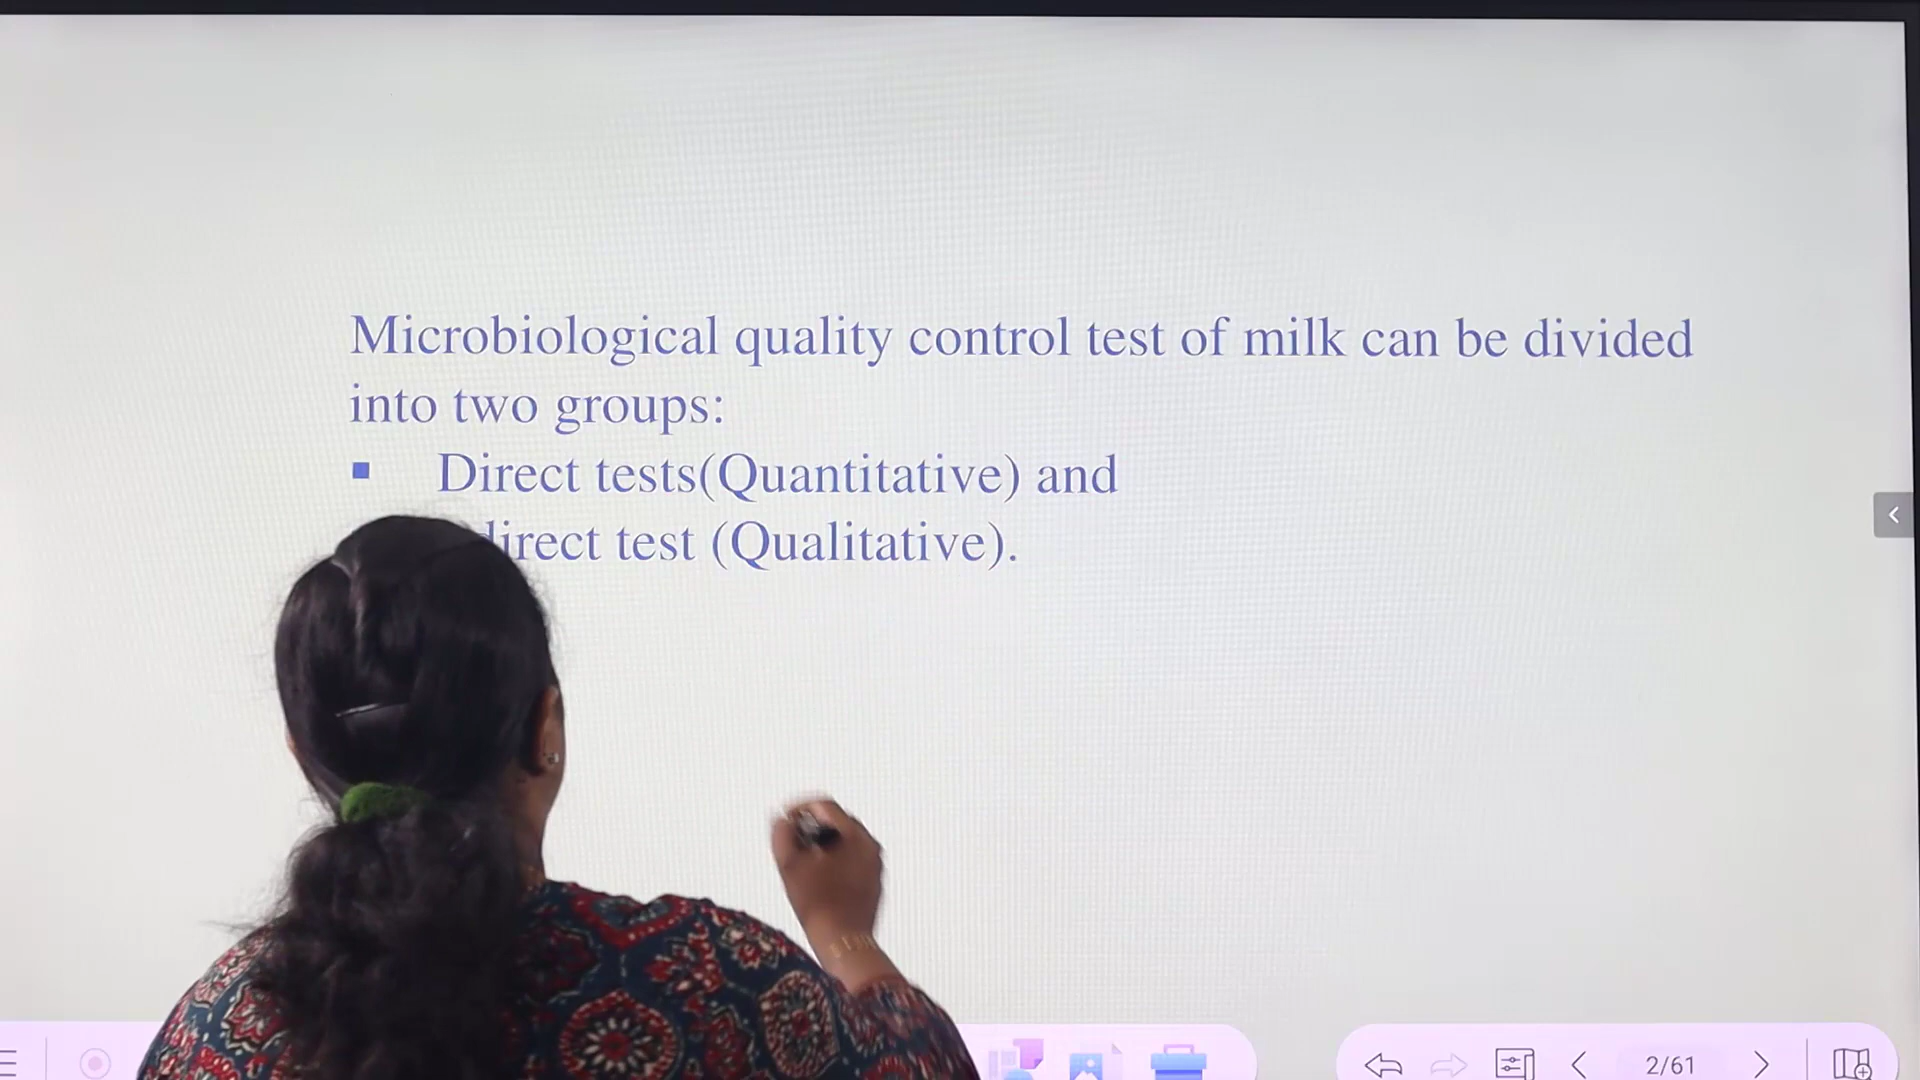 Microbiological quality control test of milk can be divided
into two groups:
▪ Direct tests(Quantitative) and
direct test (Qualitative).
2/61